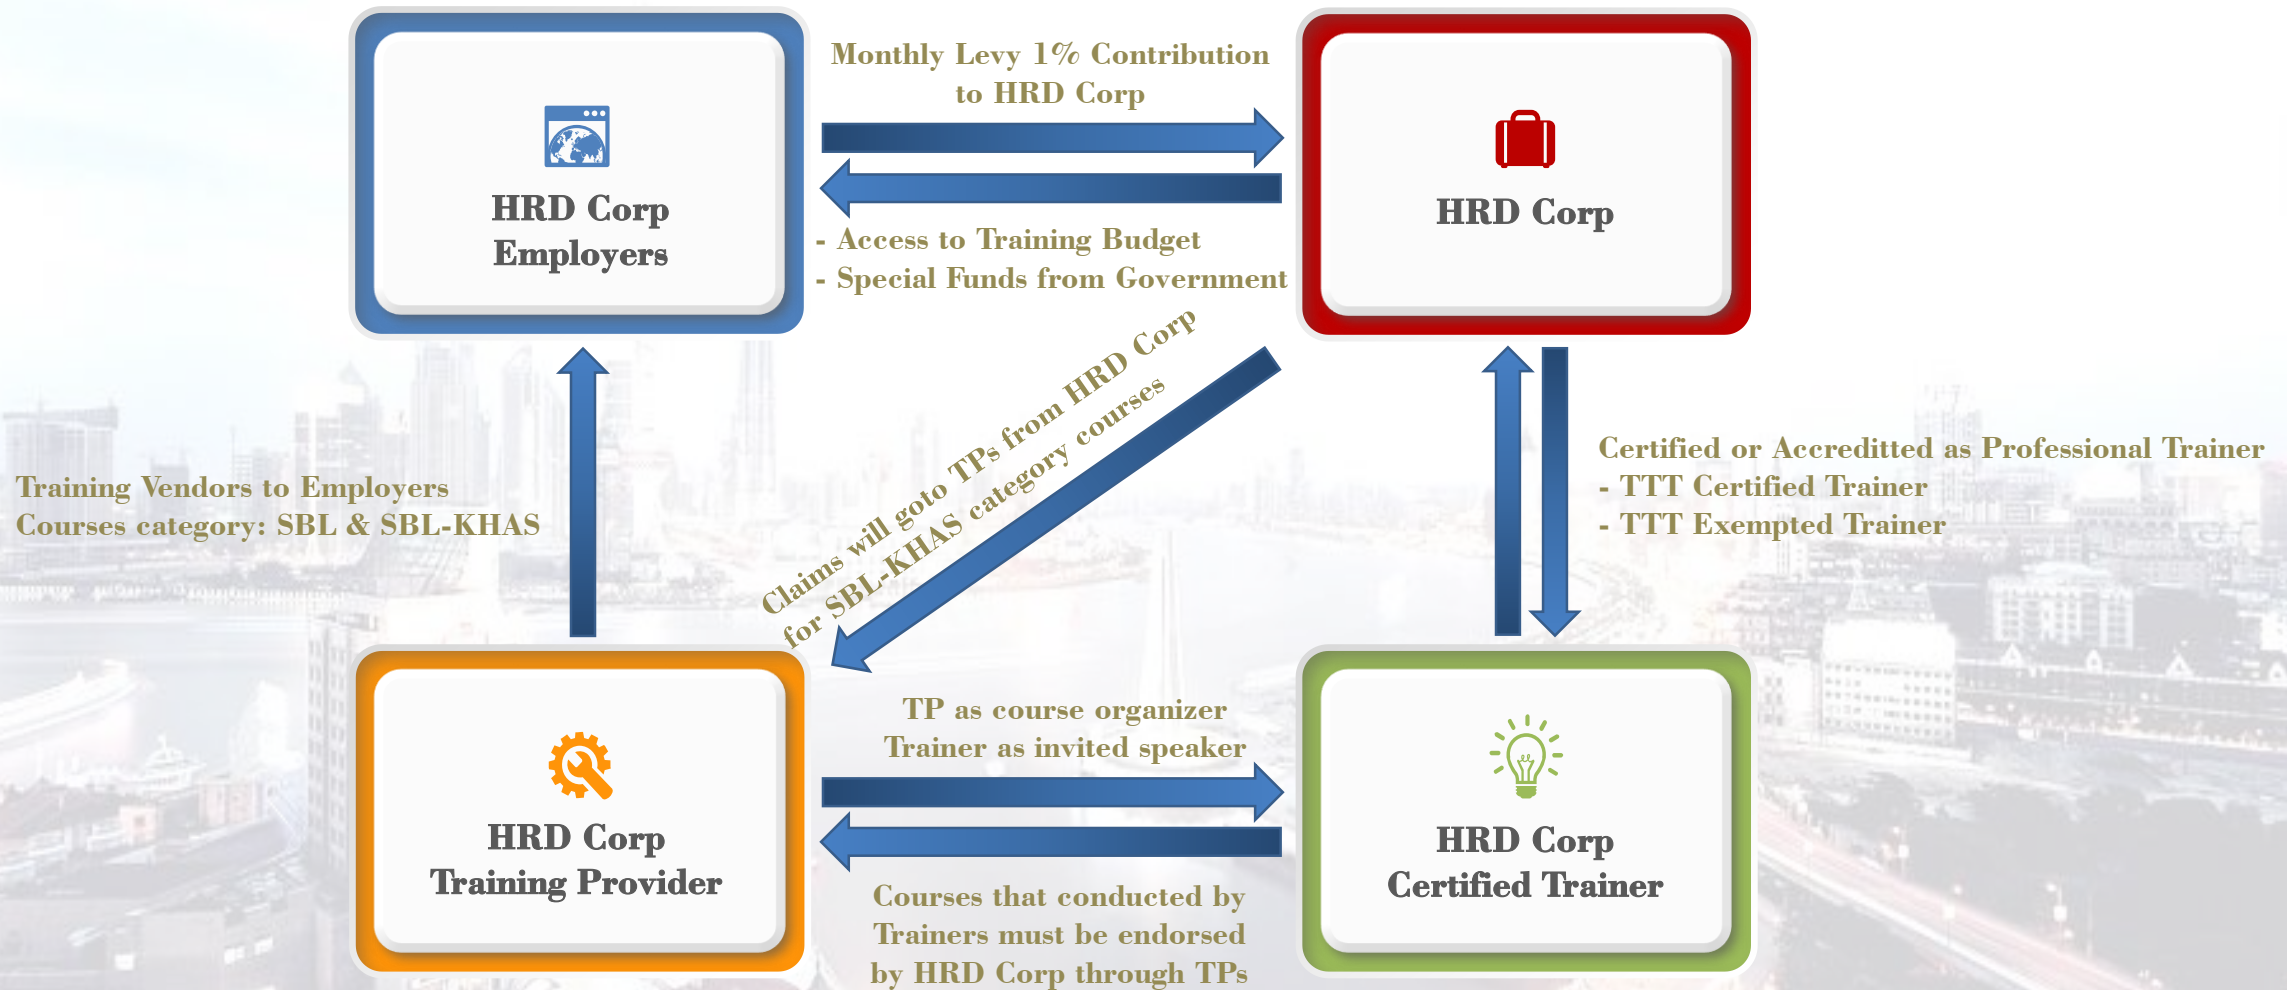 Monthly Levy 1% Contribution
to HRD Corp
HRD Corp
Employers
HRD Corp
- Access to Training Budget
- Special Funds from Government
Claims will goto TPs from HRD Corp
for SBL-KHAS category courses
Training Vendors to Employers
Courses category: SBL & SBL-KHAS
Certified or Accreditted as Professional Trainer
- TTT Certified Trainer
- TTT Exempted Trainer
TP as course organizer
Trainer as invited speaker
HRD Corp
Training Provider
HRD Corp
Certified Trainer
Courses that conducted by
Trainers must be endorsed
by HRD Corp through TPs